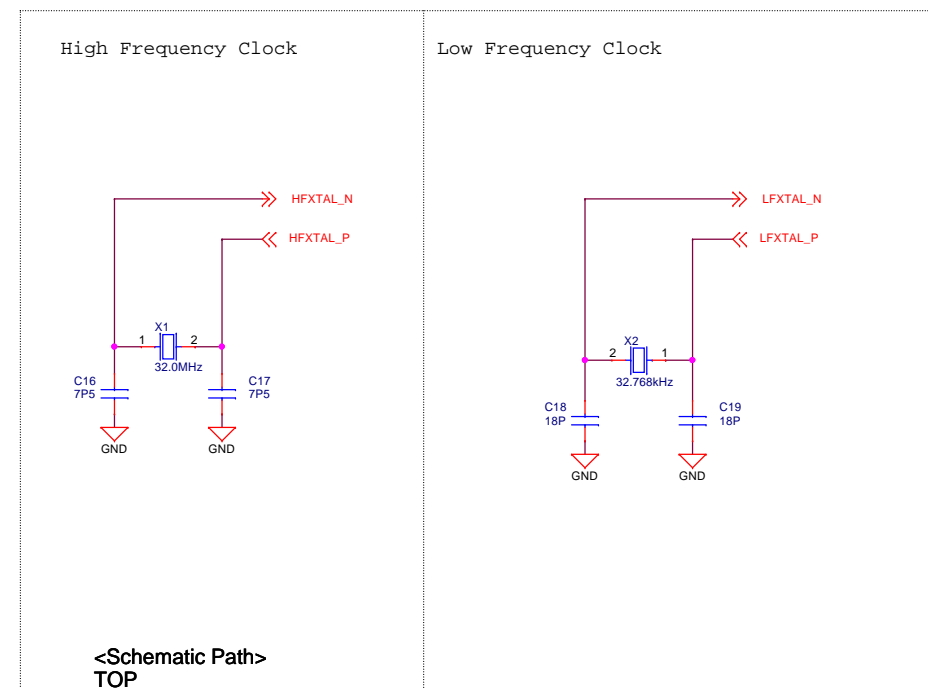 High Frequency Clock
HFXTAL_N
HFXTAL_P
X1
1
2
32.0MHz
C16
7P5
C17
7P5
GND
GND
<Schematic Path>
TOP
Low Frequency Clock
LFXTAL_N
LFXTAL_P
X2
2
1
32.768kHz
C18
18P
C19
18P
GND
GND